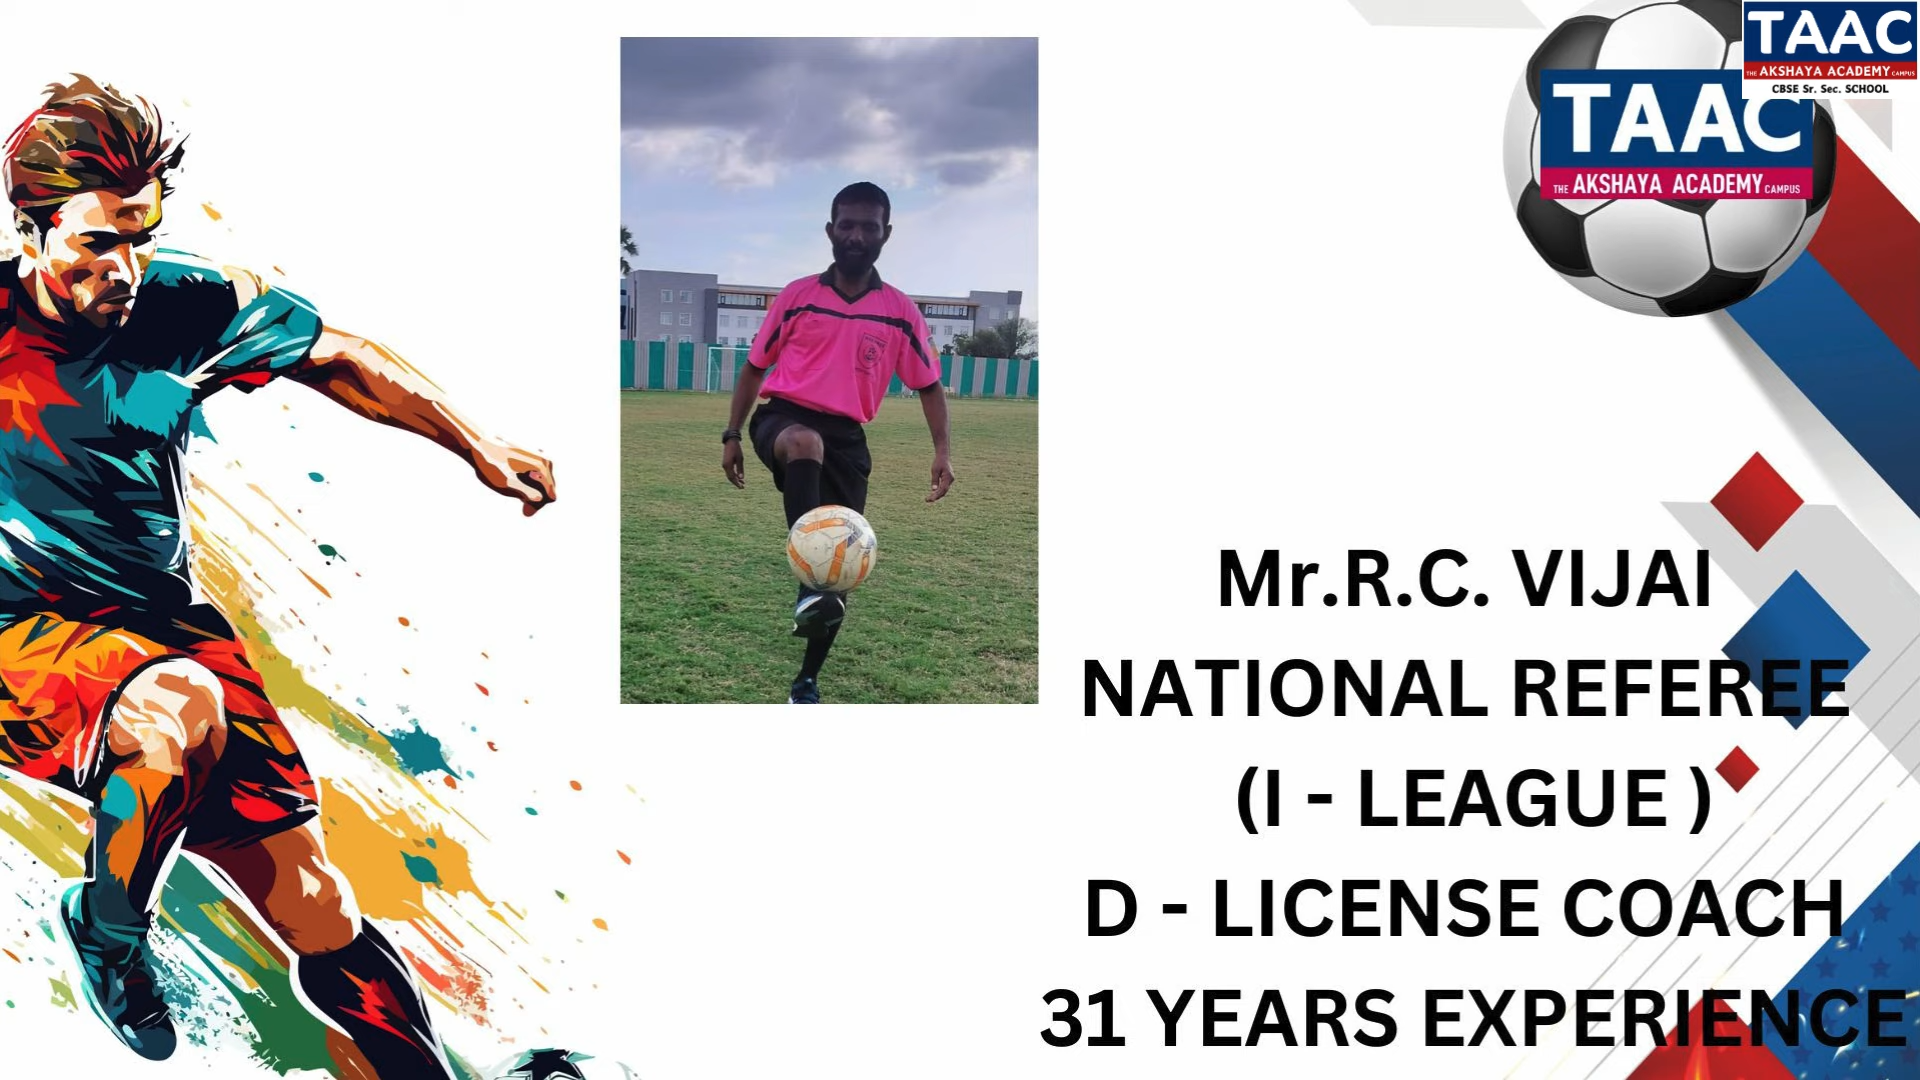 TAAC
THE AKSHAYA ACADEMY CAMPUS
CBSE Sr. Sec. SCHOOL
TAAC
THE AKSHAYA ACADEMY CAMPUS
Mr.R.C. VIJAI
NATIONAL REFEREE
(I - LEAGUE )
D - LICENSE COACH
31 YEARS EXPERIENCE